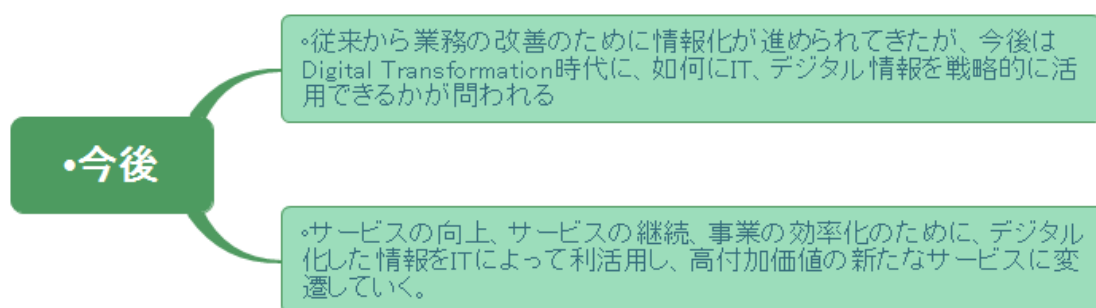 •今後
•従来から業務の改善のために情報化が進められてきたが、今後は
Digital Transformation時代に、如何にIT、デジタル情報を戦略的に活
用できるかが問われる
•サービスの向上、サービスの継続、事業の効率化のために、デジタル
化した情報をITによって利活用し、高付加価値の新たなサービスに変
遷していく。